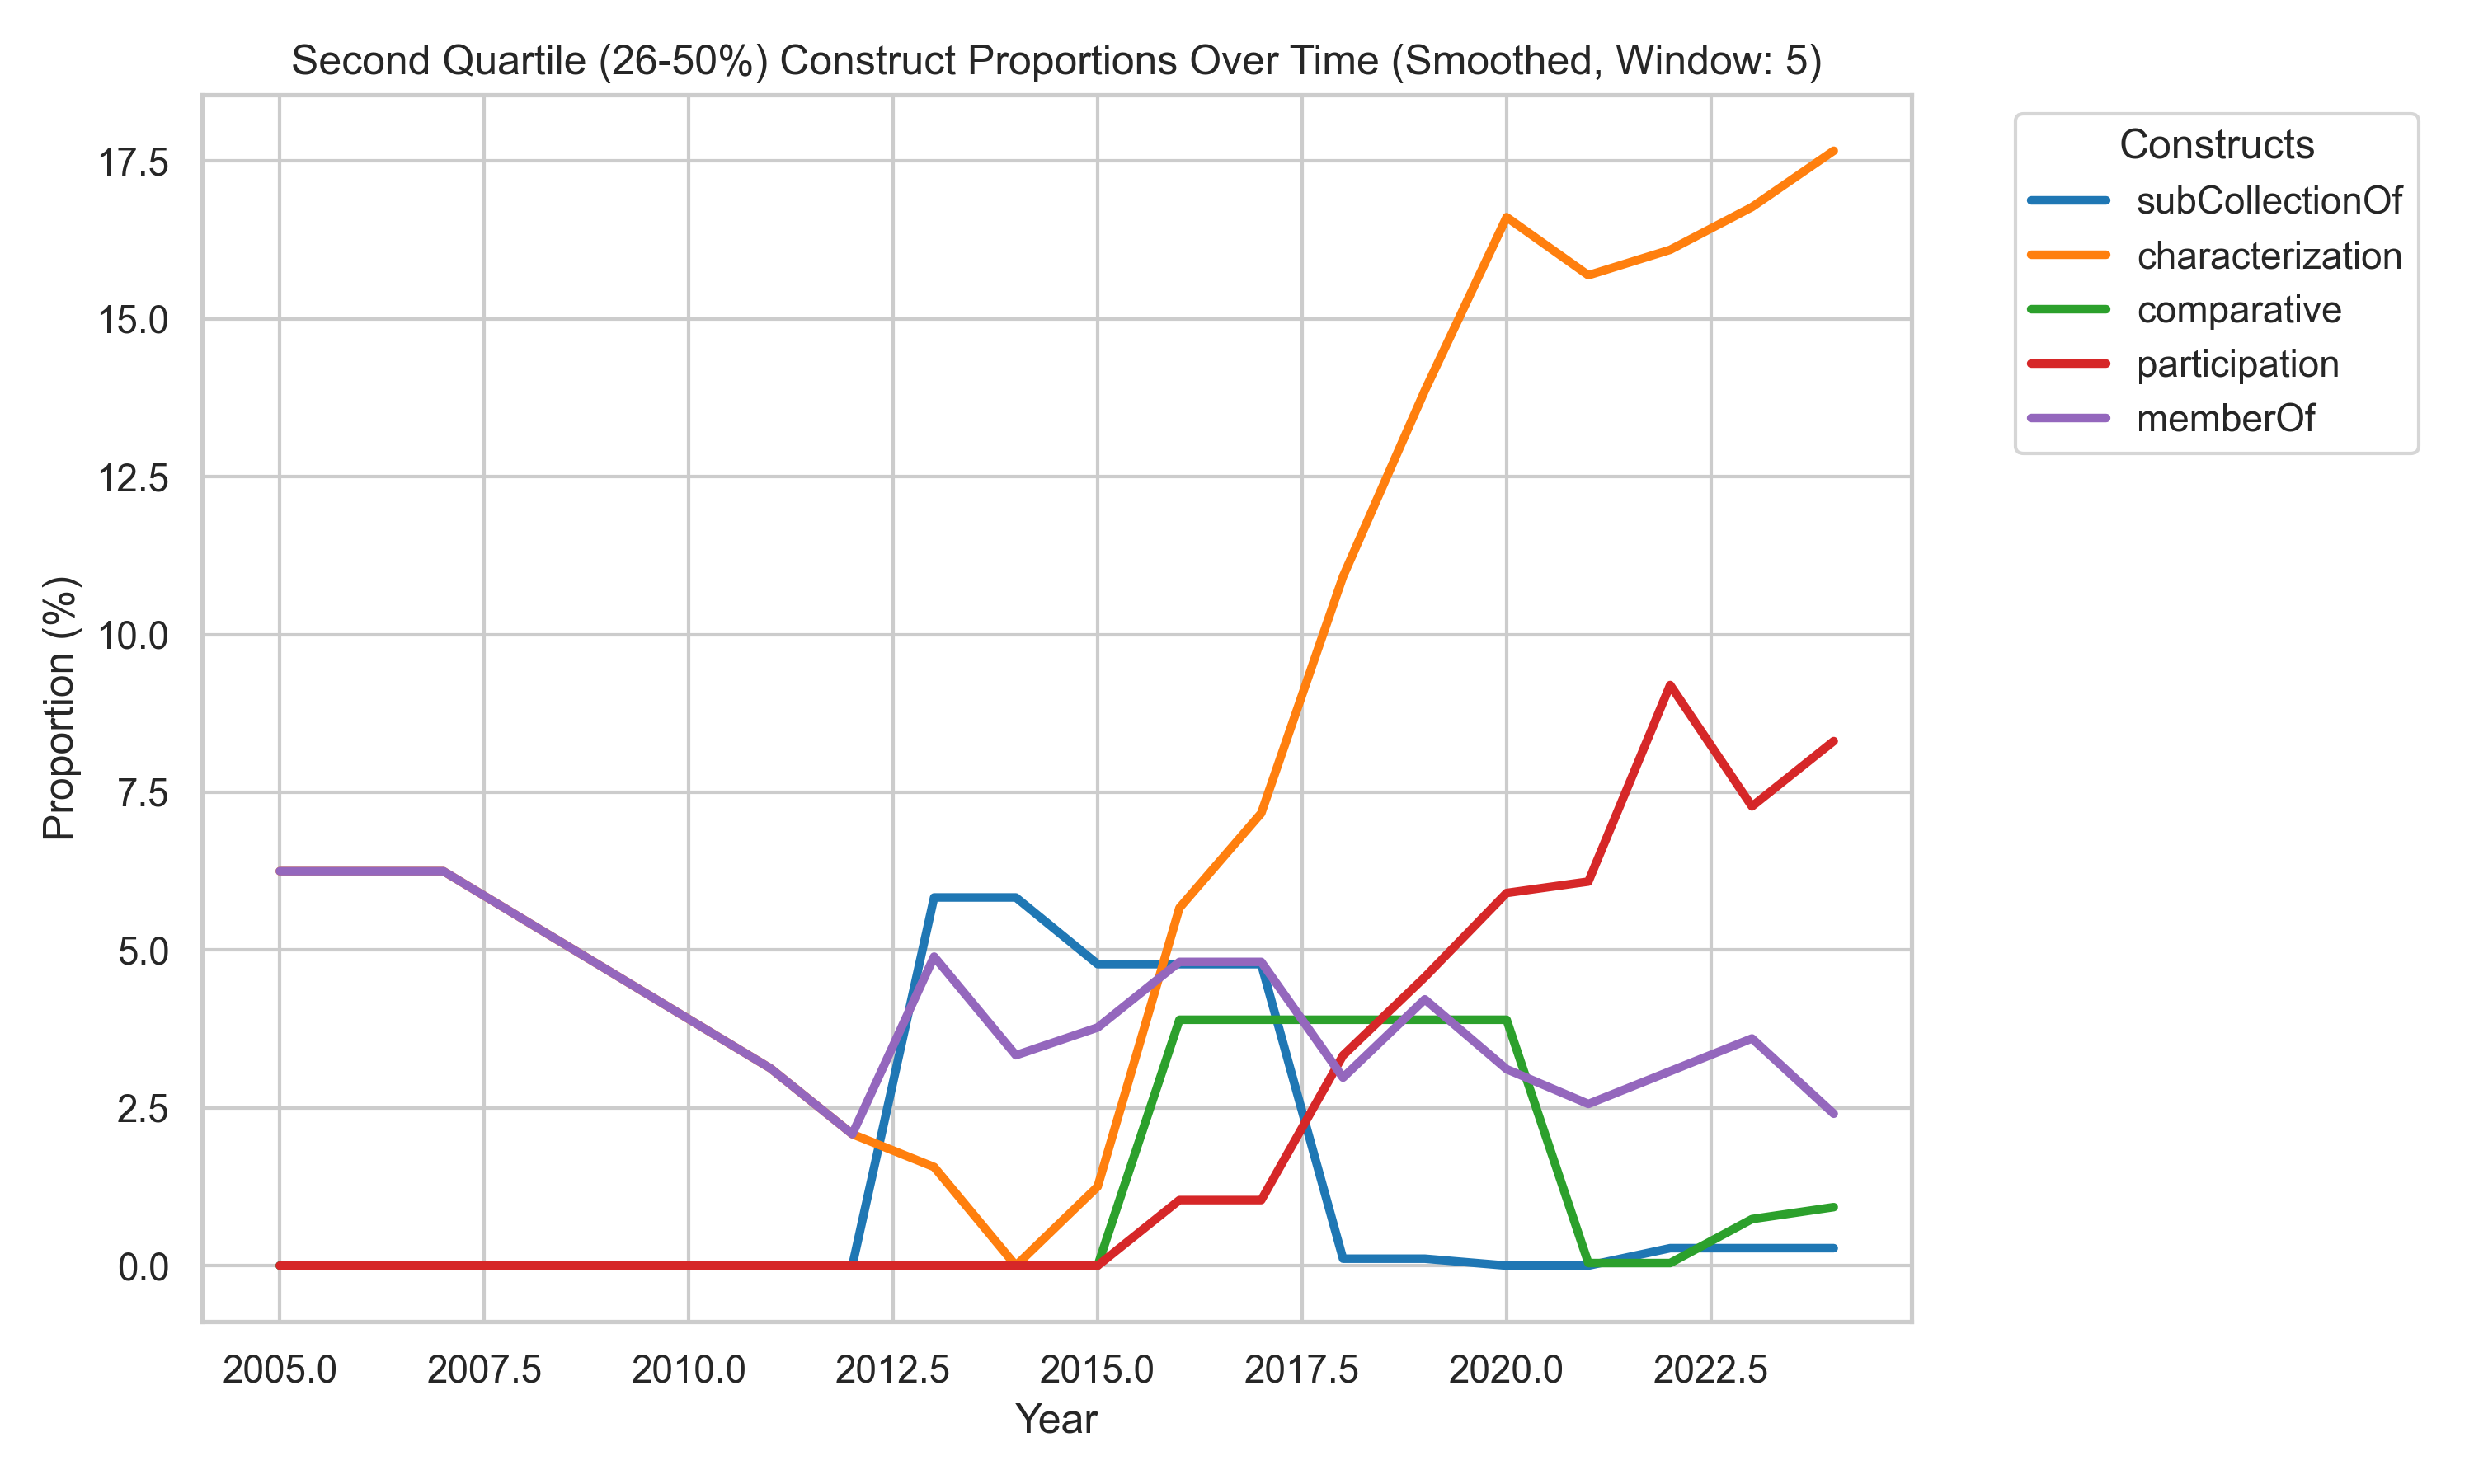 Second Quartile (26-50%) Construct Proportions Over Time (Smoothed, Window: 5)
Constructs
subCollectionOf
characterization
comparative
participation
memberOf
Proportion (%)
17.5
15.0
12.5
10.0
7.5
5.0
2.5
0.0
2005.0 2007.5 2010.0 2012.5 2015.0 2017.5 2020.0 2022.5
Year